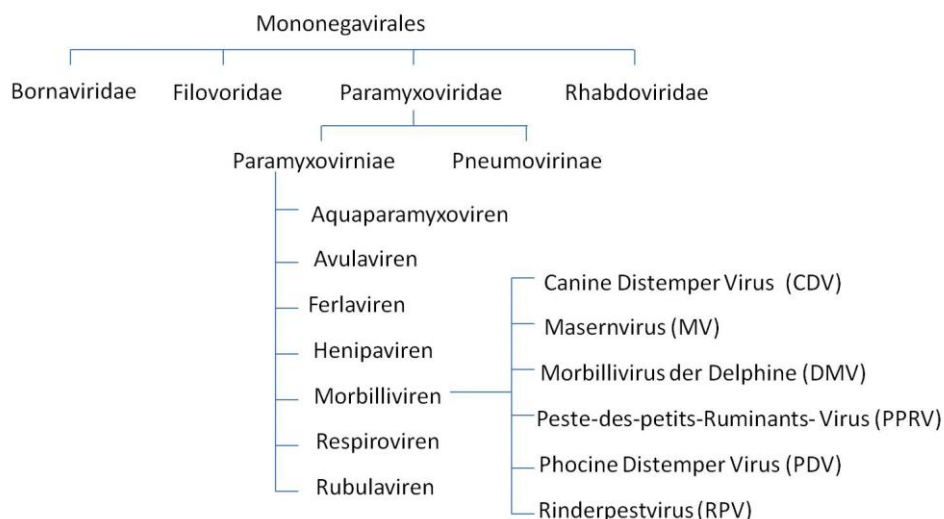 Mononegavirales
Bornaviridae Filovoridae Paramyxoviridae Rhabdoviridae
Paramyxovirniae Pneumovirinae
Aquaparamyxoviren
Avulaviren
Ferlaviren
Henipaviren
Morbilliviren
Respiroviren
Rubulaviren
Canine Distemper Virus (CDV)
Masernvirus (MV)
Morbillivirus der Delphine (DMV)
Peste-des-petits-Ruminants- Virus (PPRV)
Phocine Distemper Virus (PDV)
Rinderpestvirus (RPV)